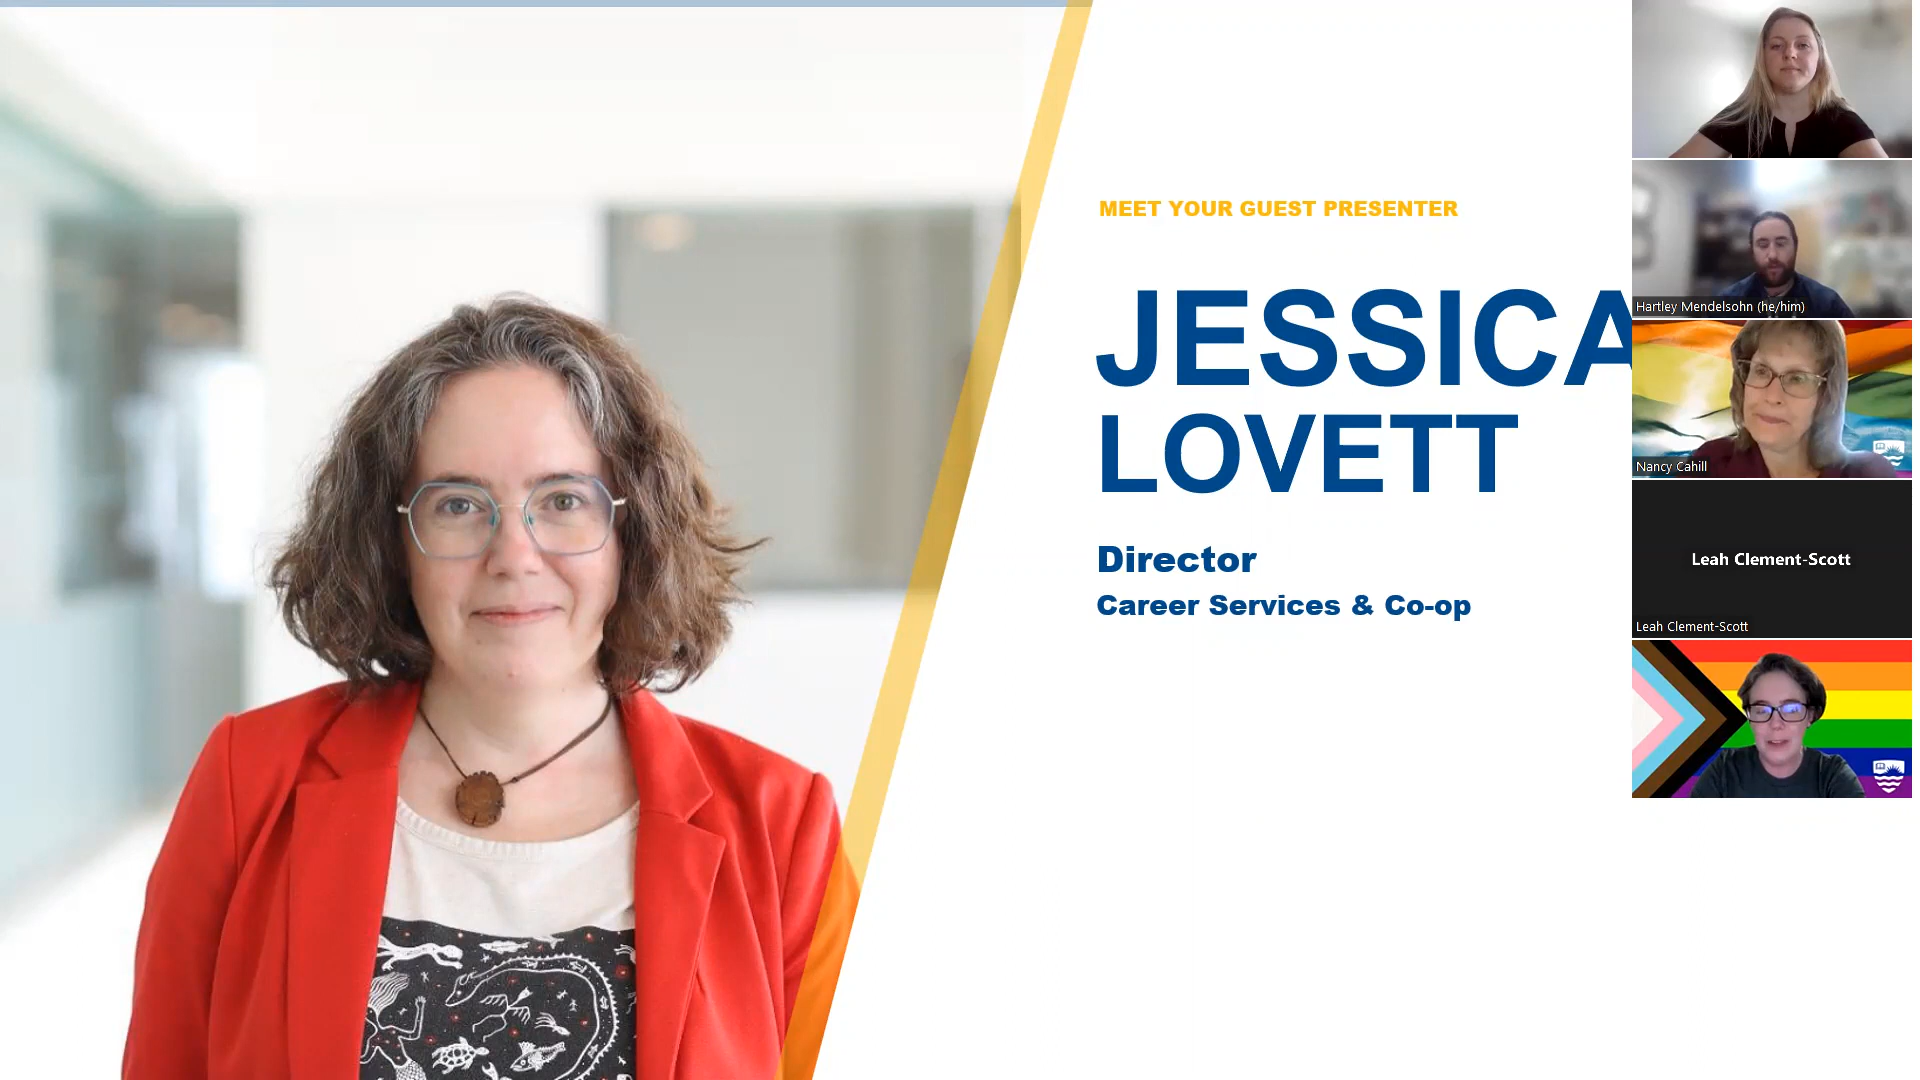 MEET YOUR GUEST PRESENTER
JESSICA
LOVETT
Director
Career Services & Co-op
Hartley Mendelsohn (he/him)
Nancy Cahill
Leah Clement-Scott
Leah Clement-Scott